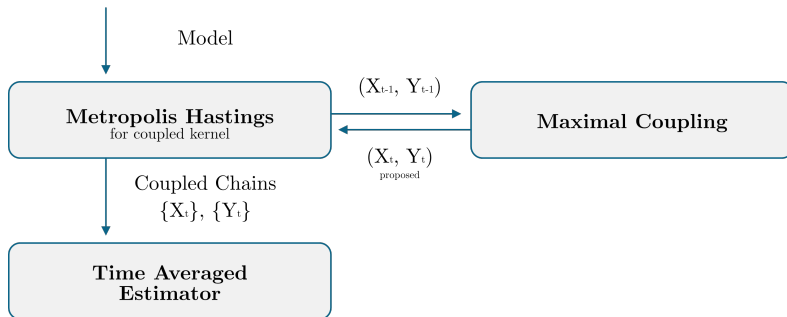 Model
(Xₜ₋₁, Yₜ₋₁)
Metropolis Hastings
for coupled kernel
Maximal Coupling
(Xₜ, Yₜ)
proposed
Coupled Chains
{Xₜ}, {Yₜ}
Time Averaged
Estimator